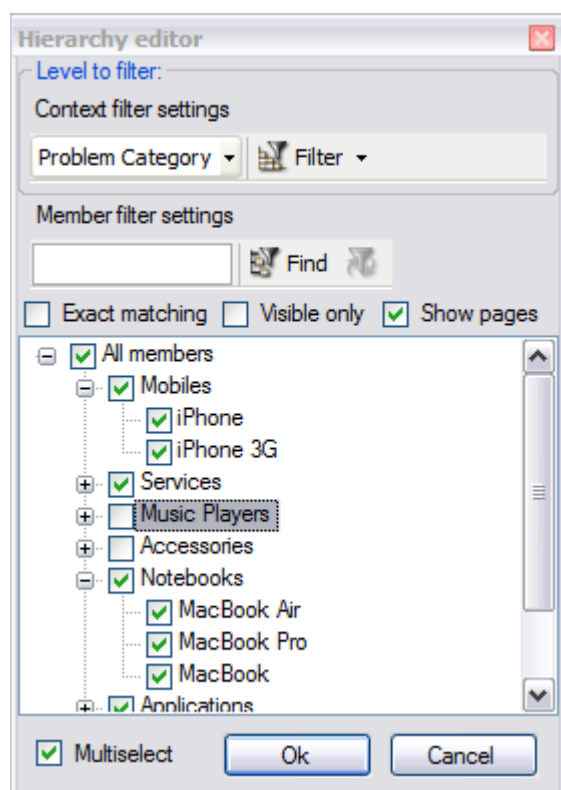 Hierarchy editor
Level to filter:
Context filter settings
Problem Category Filter
Member filter settings
Find
Exact matching Visible only Show pages
All members
Mobiles
iPhone
iPhone 3G
Services
Music Players
Accessories
Notebooks
MacBook Air
MacBook Pro
MacBook
Applications
Multiselect Ok Cancel